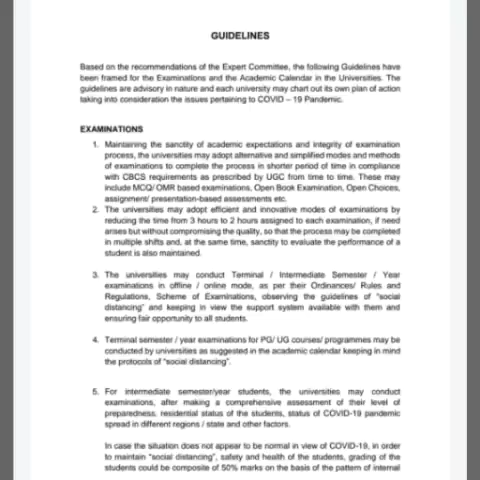 GUIDELINES
Based on the recommendations of the Expert Committee, the following Guidelines have
been framed for the Examinations and the Academic Calendar in the Universities. The
guidelines are advisory in nature and each university may chart out its own plan of action
taking into consideration the issues pertaining to COVID – 19 Pandemic.
EXAMINATIONS
1. Maintaining the sanctity of academic expectations and integrity of examination
process, the universities may adopt alternative and simplified modes and methods
of examinations to complete the process in shorter period of time in compliance
with CBCS requirements as prescribed by UGC from time to time. These may
include MCQ/ OMR based examinations, Open Book Examination, Open Choices,
assignment/ presentation-based assessments etc.
2. The universities may adopt efficient and innovative modes of examinations by
reducing the time from 3 hours to 2 hours assigned to each examination, if need
arises but without compromising the quality, so that the process may be completed
in multiple shifts and, at the same time, sanctity to evaluate the performance of a
student is also maintained.
3. The universities may conduct Terminal / Intermediate Semester / Year
examinations in offline / online mode, as per their Ordinances/ Rules and
Regulations, Scheme of Examinations, observing the guidelines of "social
distancing" and keeping in view the support system available with them and
ensuring fair opportunity to all students.
4. Terminal semester / year examinations for PG/ UG courses/ programmes may be
conducted by universities as suggested in the academic calendar keeping in mind
the protocols of "social distancing".
5. For intermediate semester/year students, the universities may conduct
examinations, after making a comprehensive assessment of their level of
preparedness, residential status of the students, status of COVID-19 pandemic
spread in different regions / state and other factors.
In case the situation does not appear to be normal in view of COVID-19, in order
to maintain "social distancing", safety and health of the students, grading of the
students could be composite of 50% marks on the basis of the pattern of internal